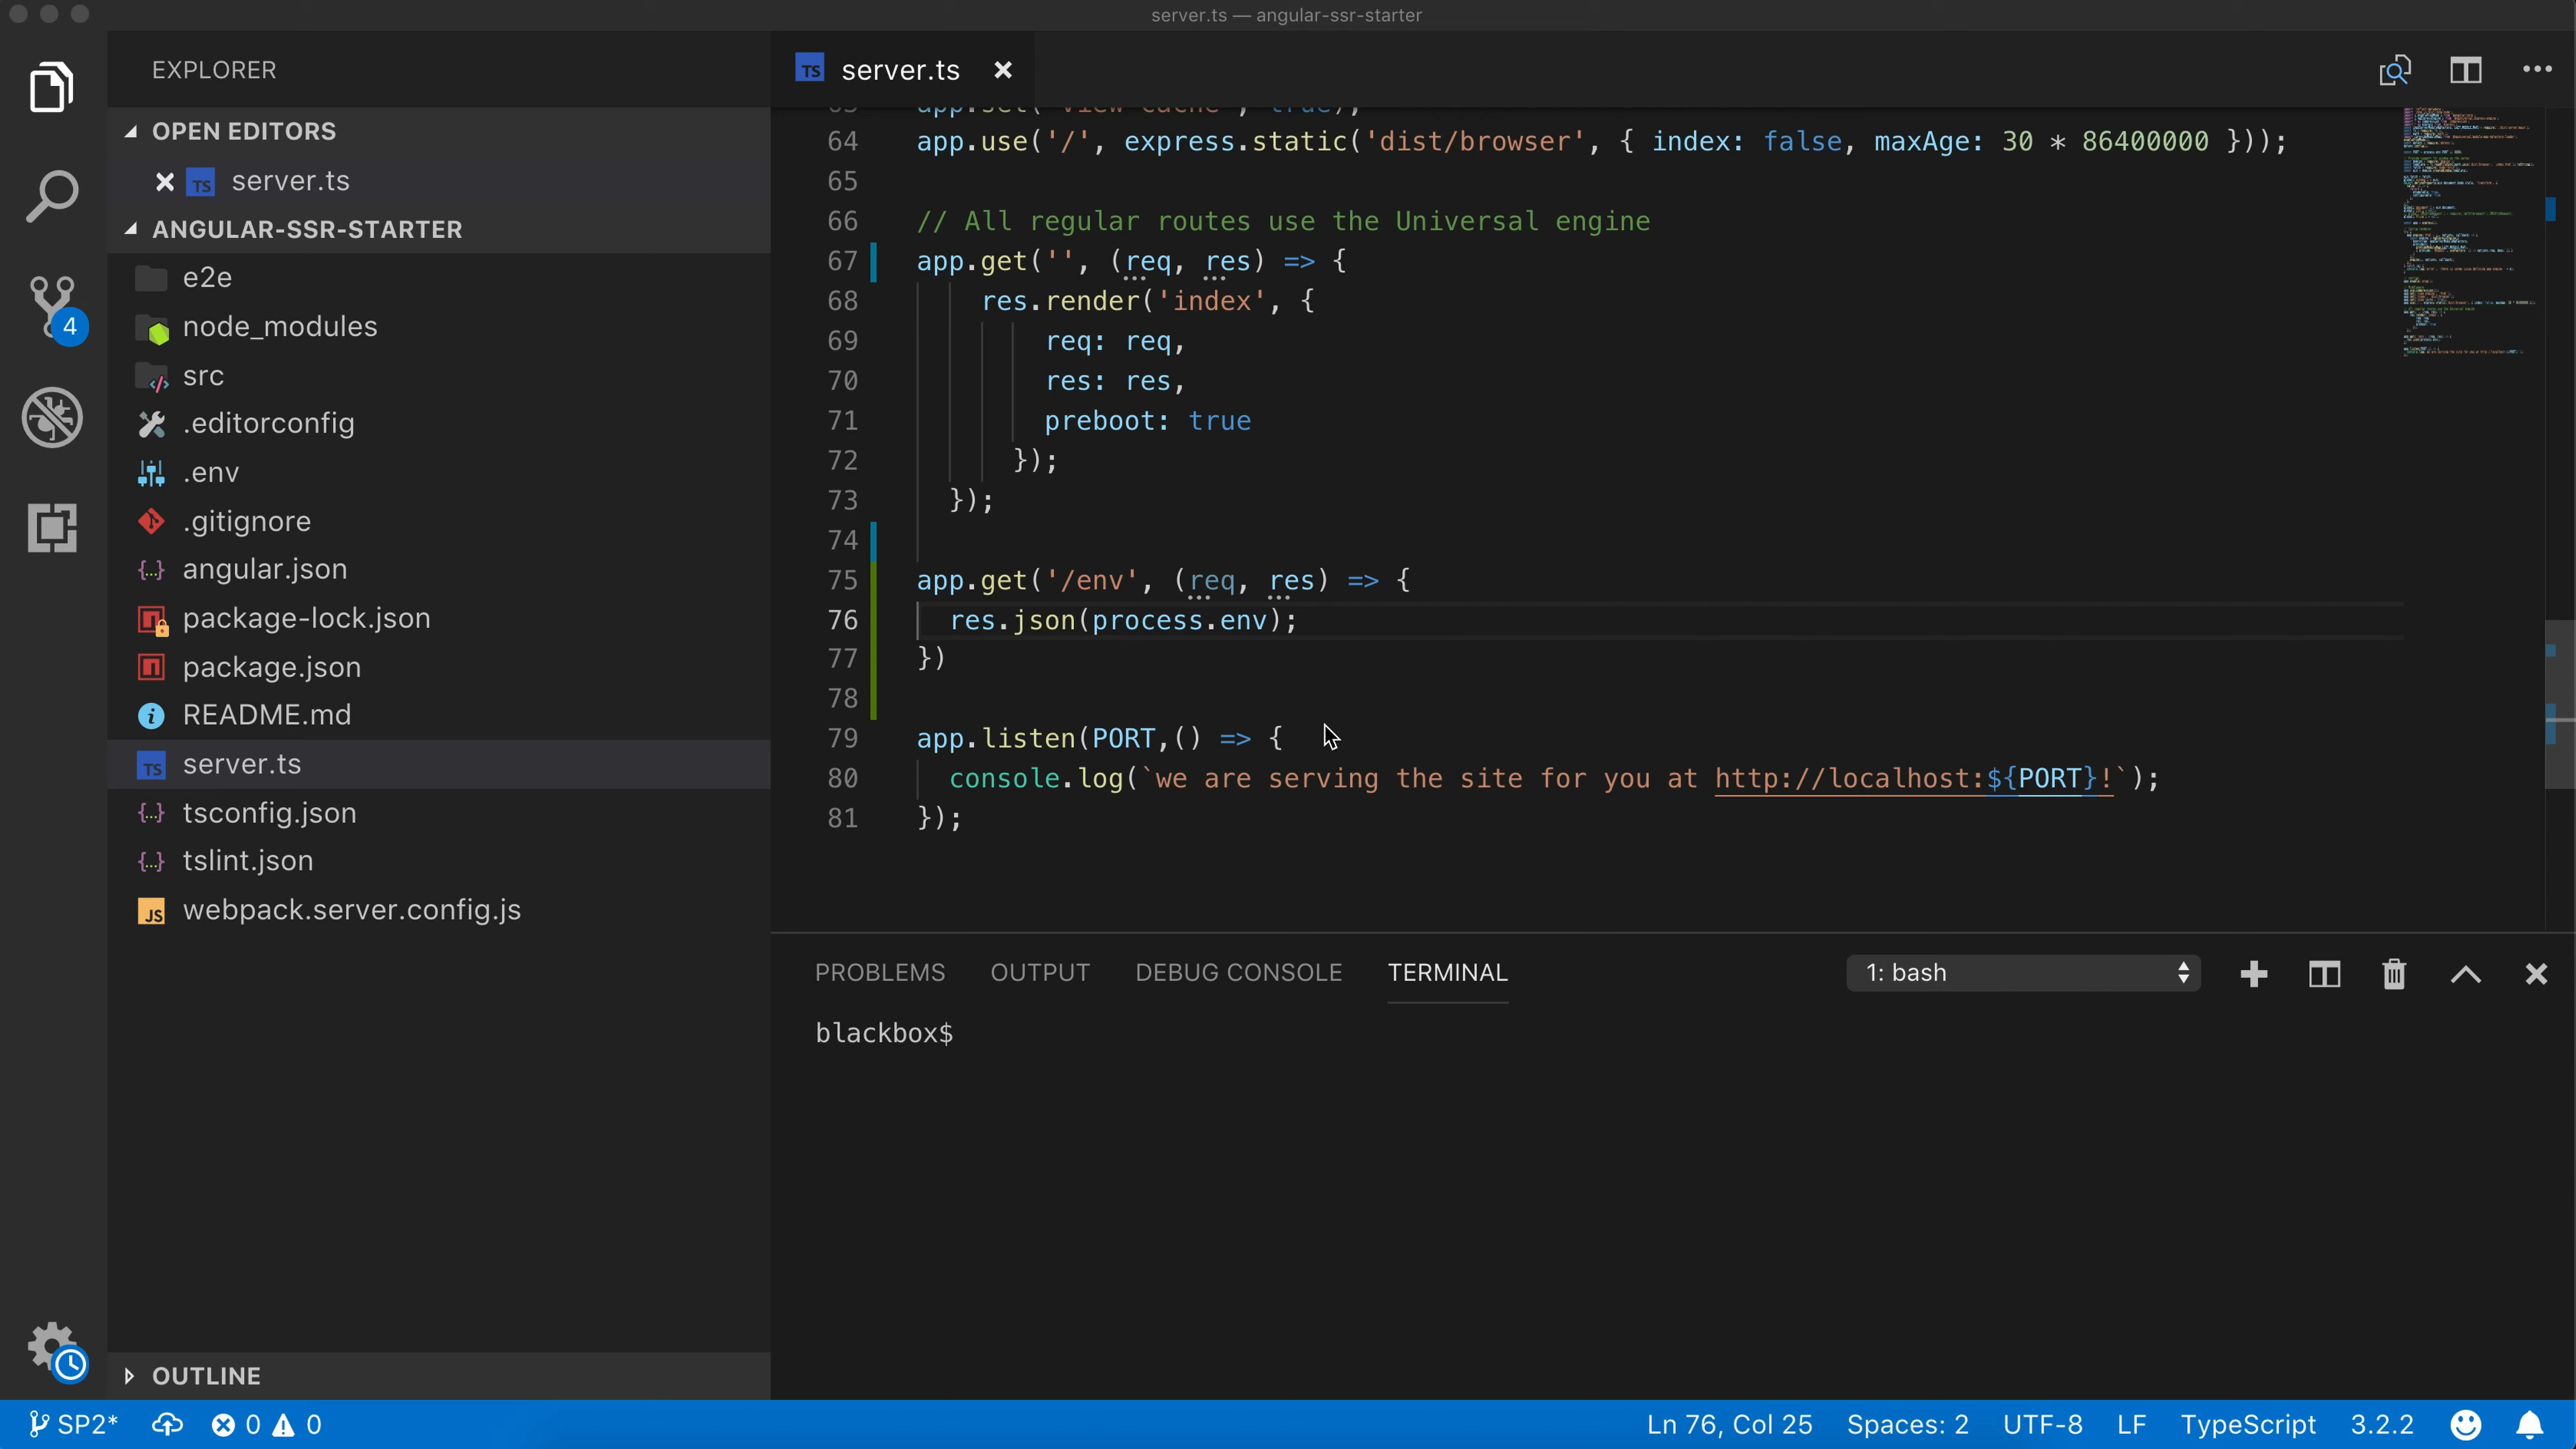 server.ts — angular-ssr-starter
EXPLORER
OPEN EDITORS
TS server.ts
ANGULAR-SSR-STARTER
e2e
node_modules
src
.editorconfig
.env
.gitignore
angular.json
package-lock.json
package.json
README.md
TS server.ts
tsconfig.json
tslint.json
JS webpack.server.config.js
OUTLINE
4
TS server.ts
64 app.use('/', express.static('dist/browser', { index: false, maxAge: 30 * 86400000 }));
65
66 // All regular routes use the Universal engine
67 app.get('', (req, res) => {
68 res.render('index', {
69 req: req,
70 res: res,
71 preboot: true
72 });
73 });
74
75 app.get('/env', (req, res) => {
76 res.json(process.env);
77 })
78
79 app.listen(PORT,() => {
80 console.log(`we are serving the site for you at http://localhost:${PORT}!`);
81 });
PROBLEMS OUTPUT DEBUG CONSOLE TERMINAL 1: bash
blackbox$
SP2* 0 0 Ln 76, Col 25 Spaces: 2 UTF-8 LF TypeScript 3.2.2